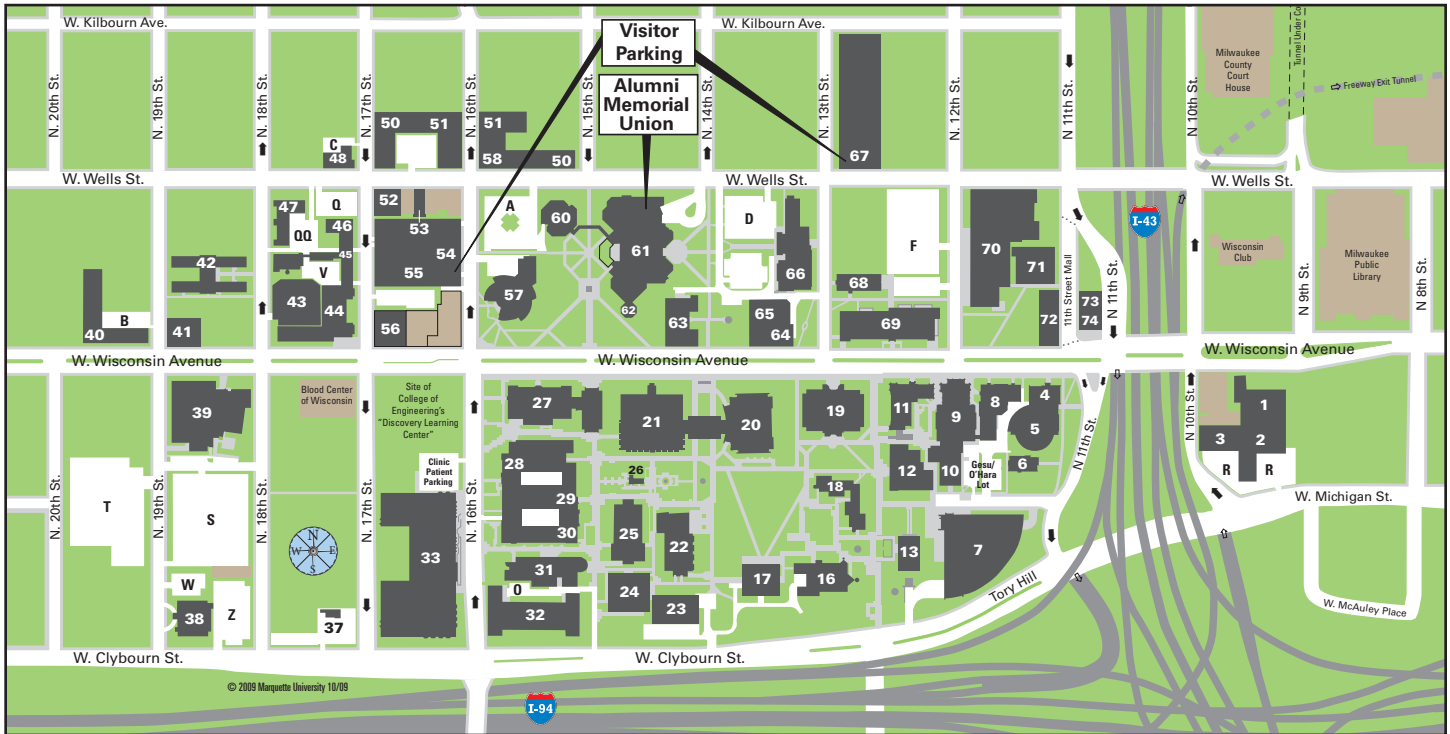 W. Kilbourn Ave.
W. Kilbourn Ave.
Visitor
Parking
Alumni
Memorial
Union
Milwaukee
County
Court
House
Tunnel Under Co
Freeway Exit Tunnel
N. 20th St.
N. 19th St.
N. 18th St.
N. 17th St.
N. 16th St.
N. 15th St.
N. 14th St.
N. 13th St.
N. 12th St.
N. 11th St.
N. 10th St.
50
51
51
58
50
C
48
67
W. Wells St.
W. Wells St.
W. Wells St.
47
Q
46
QQ
45
V
43
44
42
41
40
B
52
53
54
55
56
A
60
61
57
62
63
D
66
65
64
F
68
69
70
71
72
11th Street Mall
73
74
N 11th St.
I-43
Wisconsin
Club
N 9th St.
Milwaukee
Public
Library
N 8th St.
W. Wisconsin Avenue
W. Wisconsin Avenue
W. Wisconsin Avenue
39
Blood Center
of Wisconsin
Site of
College of
Engineering's
"Discovery Learning
Center"
Clinic
Patient
Parking
27
21
20
19
11
9
8
4
5
6
10
12
Gesu/
O'Hara
Lot
N 11th St.
N 10th St.
1
2
3
R
R
W. Michigan St.
28
29
30
26
25
22
18
13
7
T
S
W
Z
38
37
N
W
E
S
33
31
O
32
24
23
17
16
Tory Hill
W. McAuley Place
N. 20th St.
N. 19th St.
N. 18th St.
N. 17th St.
N. 16th St.
W. Clybourn St.
W. Clybourn St.
© 2009 Marquette University 10/09
I-94